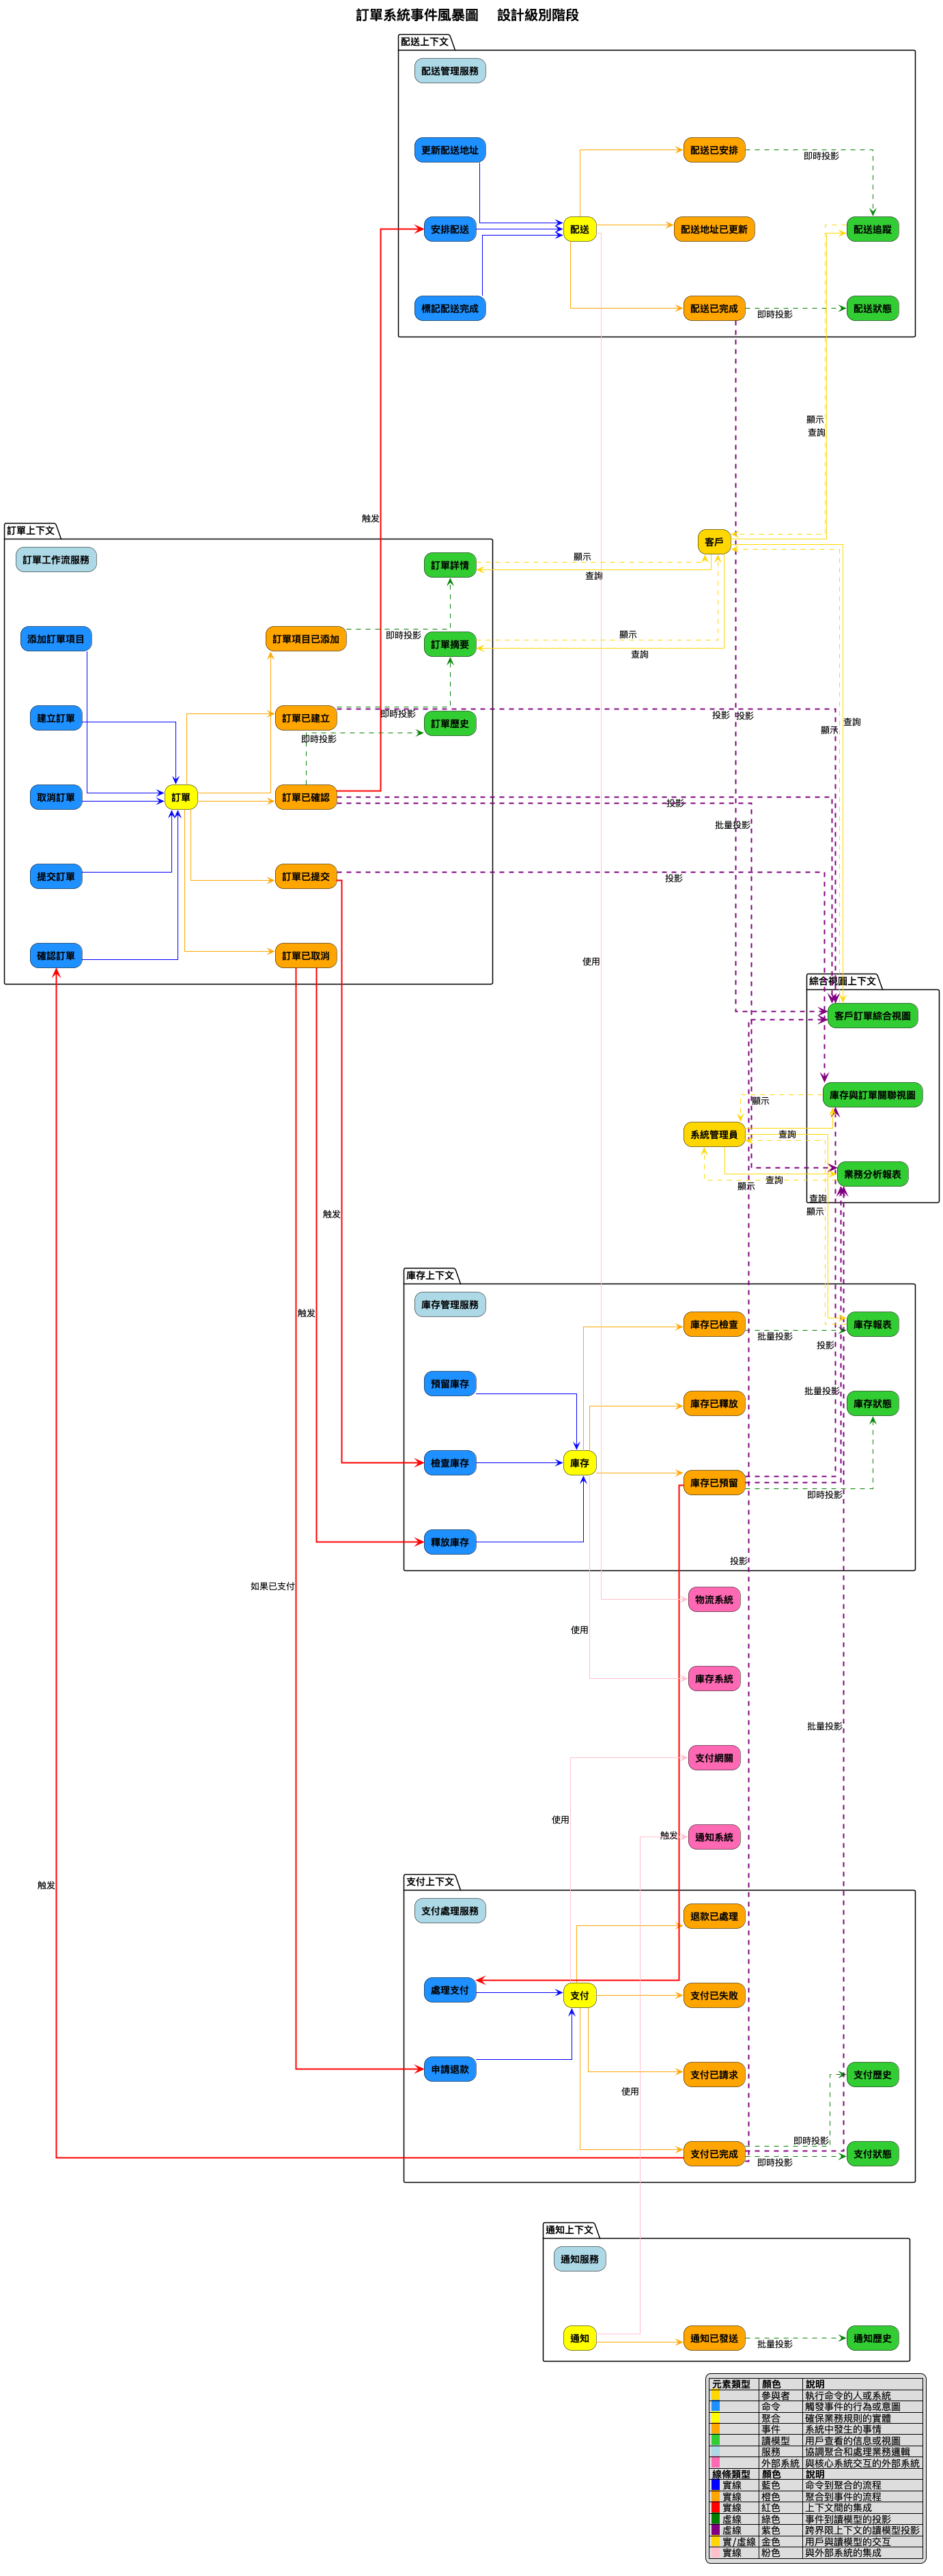 訂單系統事件風暴圖 設計級別階段
配送上下文
配送管理服務
更新配送地址
配送已安排
即時投影
安排配送
配送
配送地址已更新
配送追蹤
標記配送完成
配送已完成
即時投影
配送狀態
顯示
查詢
触发
訂單上下文
訂單工作流服務
訂單詳情
客戶
顯示
查詢
添加訂單項目
訂單項目已添加
即時投影
訂單摘要
顯示
查詢
建立訂單
訂單已建立
即時投影
訂單歷史
投影
投影
查詢
顯示
即時投影
取消訂單
訂單
訂單已確認
投影
批量投影
提交訂單
訂單已提交
投影
確認訂單
訂單已取消
使用
綜合視圖上下文
客戶訂單綜合視圖
庫存與訂單關聯視圖
顯示
系統管理員
查詢
業務分析報表
查詢
顯示
查詢
顯示
触发
庫存上下文
庫存管理服務
触发
庫存已檢查
批量投影
庫存報表
投影
預留庫存
批量投影
庫存已釋放
庫存狀態
檢查庫存
庫存
庫存已預留
即時投影
釋放庫存
投影
如果已支付
物流系統
使用
庫存系統
批量投影
支付網關
使用
通知系統
触发
触发
支付上下文
支付處理服務
退款已處理
處理支付
支付
支付已失敗
申請退款
支付已請求
支付歷史
使用
即時投影
支付已完成
即時投影
支付狀態
通知上下文
通知服務
通知
通知已發送
批量投影
通知歷史
元素類型 顏色 說明
參與者 執行命令的人或系統
命令 觸發事件的行為或意圖
聚合 確保業務規則的實體
事件 系統中發生的事情
讀模型 用戶查看的信息或視圖
服務 協調聚合和處理業務邏輯
外部系統 與核心系統交互的外部系統
線條類型 顏色 說明
實線 藍色 命令到聚合的流程
實線 橙色 聚合到事件的流程
實線 紅色 上下文間的集成
虛線 綠色 事件到讀模型的投影
虛線 紫色 跨界限上下文的讀模型投影
實/虛線 金色 用戶與讀模型的交互
實線 粉色 與外部系統的集成